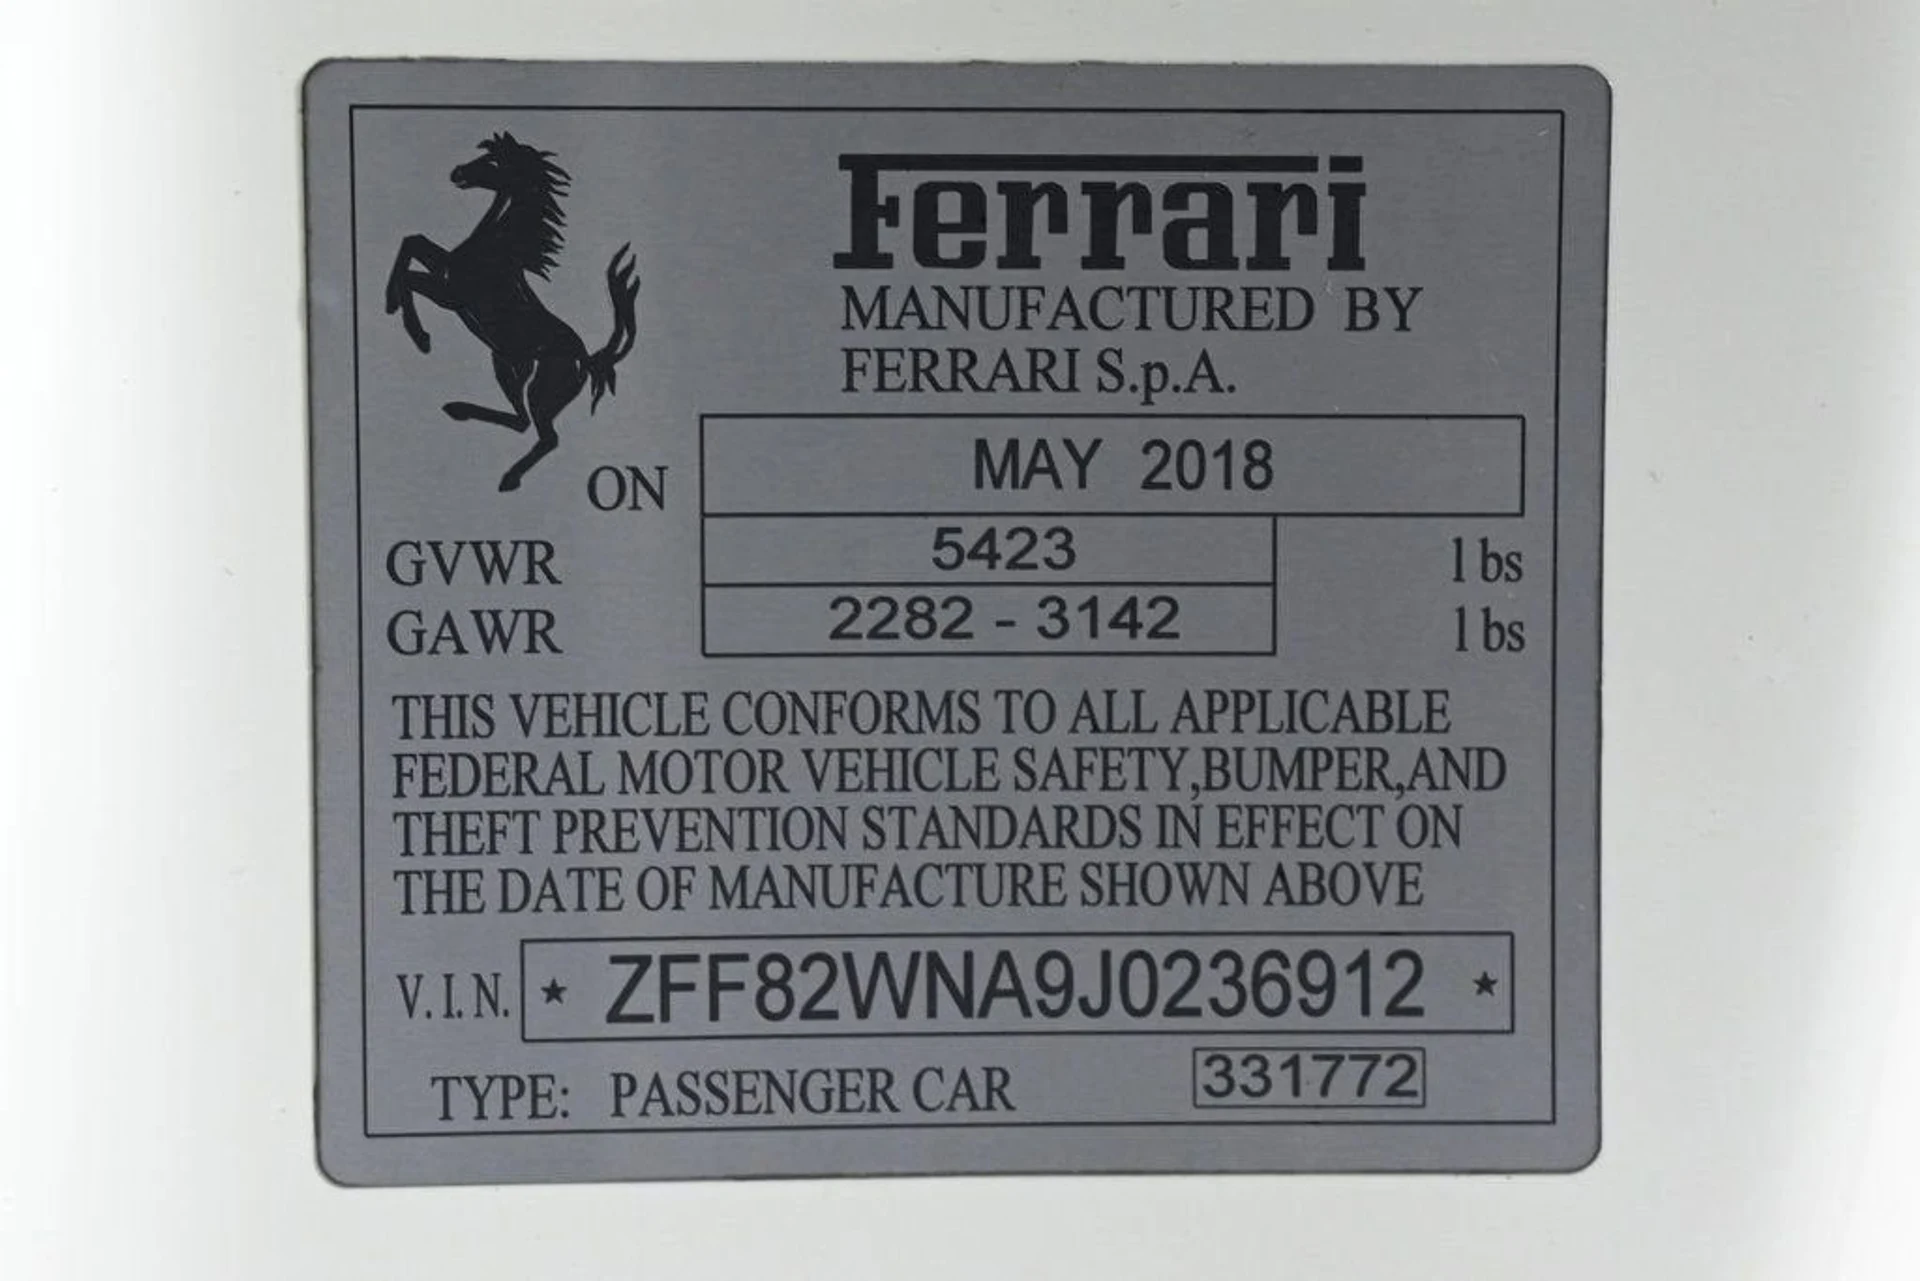 Ferrari
MANUFACTURED BY
FERRARI S.p.A.
ON MAY 2018
GVWR 5423 lbs
GAWR 2282 - 3142 lbs
THIS VEHICLE CONFORMS TO ALL APPLICABLE
FEDERAL MOTOR VEHICLE SAFETY,BUMPER,AND
THEFT PREVENTION STANDARDS IN EFFECT ON
THE DATE OF MANUFACTURE SHOWN ABOVE
V.I.N. ★ ZFF82WNA9J0236912 ★
TYPE: PASSENGER CAR 331772